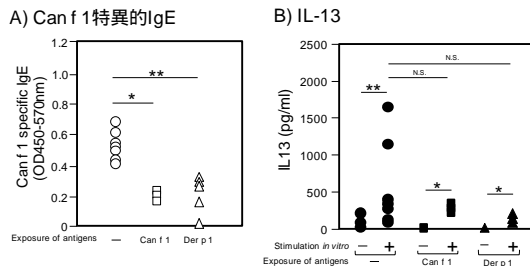 A) Can f 1特異的IgE
Can f 1 specific IgE
(OD450-570nm)
1.2
1.0
0.8
0.6
0.4
0.2
0
**
*
Exposure of antigens
—
Can f 1
Der p 1
B) IL-13
IL13 (pg/ml)
2500
2000
1500
1000
500
0
N.S.
N.S.
**
*
*
Stimulation in vitro
— + — + — +
Exposure of antigens
—
Can f 1
Der p 1